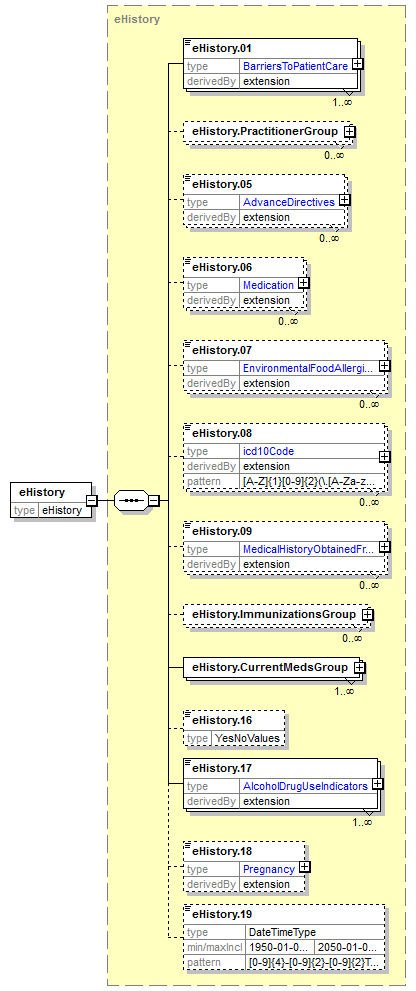 eHistory
eHistory.01
type BarriersToPatientCare
derivedBy extension
1..∞
eHistory.PractitionerGroup
0..∞
eHistory.05
type AdvanceDirectives
derivedBy extension
0..∞
eHistory.06
type Medication
derivedBy extension
0..∞
eHistory.07
type EnvironmentalFoodAllergi...
derivedBy extension
0..∞
eHistory.08
type icd10Code
derivedBy extension
pattern [A-Z]{1}[0-9]{2}(\.[A-Za-z...
0..∞
eHistory
type eHistory
eHistory.09
type MedicalHistoryObtainedFr...
derivedBy extension
0..∞
eHistory.ImmunizationsGroup
0..∞
eHistory.CurrentMedsGroup
1..∞
eHistory.16
type YesNoValues
eHistory.17
type AlcoholDrugUseIndicators
derivedBy extension
1..∞
eHistory.18
type Pregnancy
derivedBy extension
eHistory.19
type DateTimeType
min/maxIncl 1950-01-0... 2050-01-0...
pattern [0-9]{4}-[0-9]{2}-[0-9]{2}T...